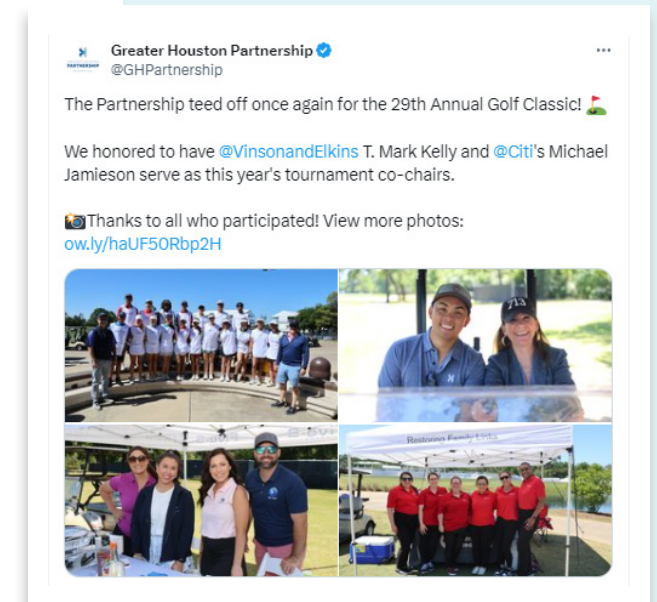 Greater Houston Partnership
PARTNERSHIP
@GHPartnership
The Partnership teed off once again for the 29th Annual Golf Classic! ⛳
We honored to have @VinsonandElkins T. Mark Kelly and @Citi's Michael
Jamieson serve as this year's tournament co-chairs.
📸Thanks to all who participated! View more photos:
ow.ly/haUF50Rbp2H
713
Restoring Family Links